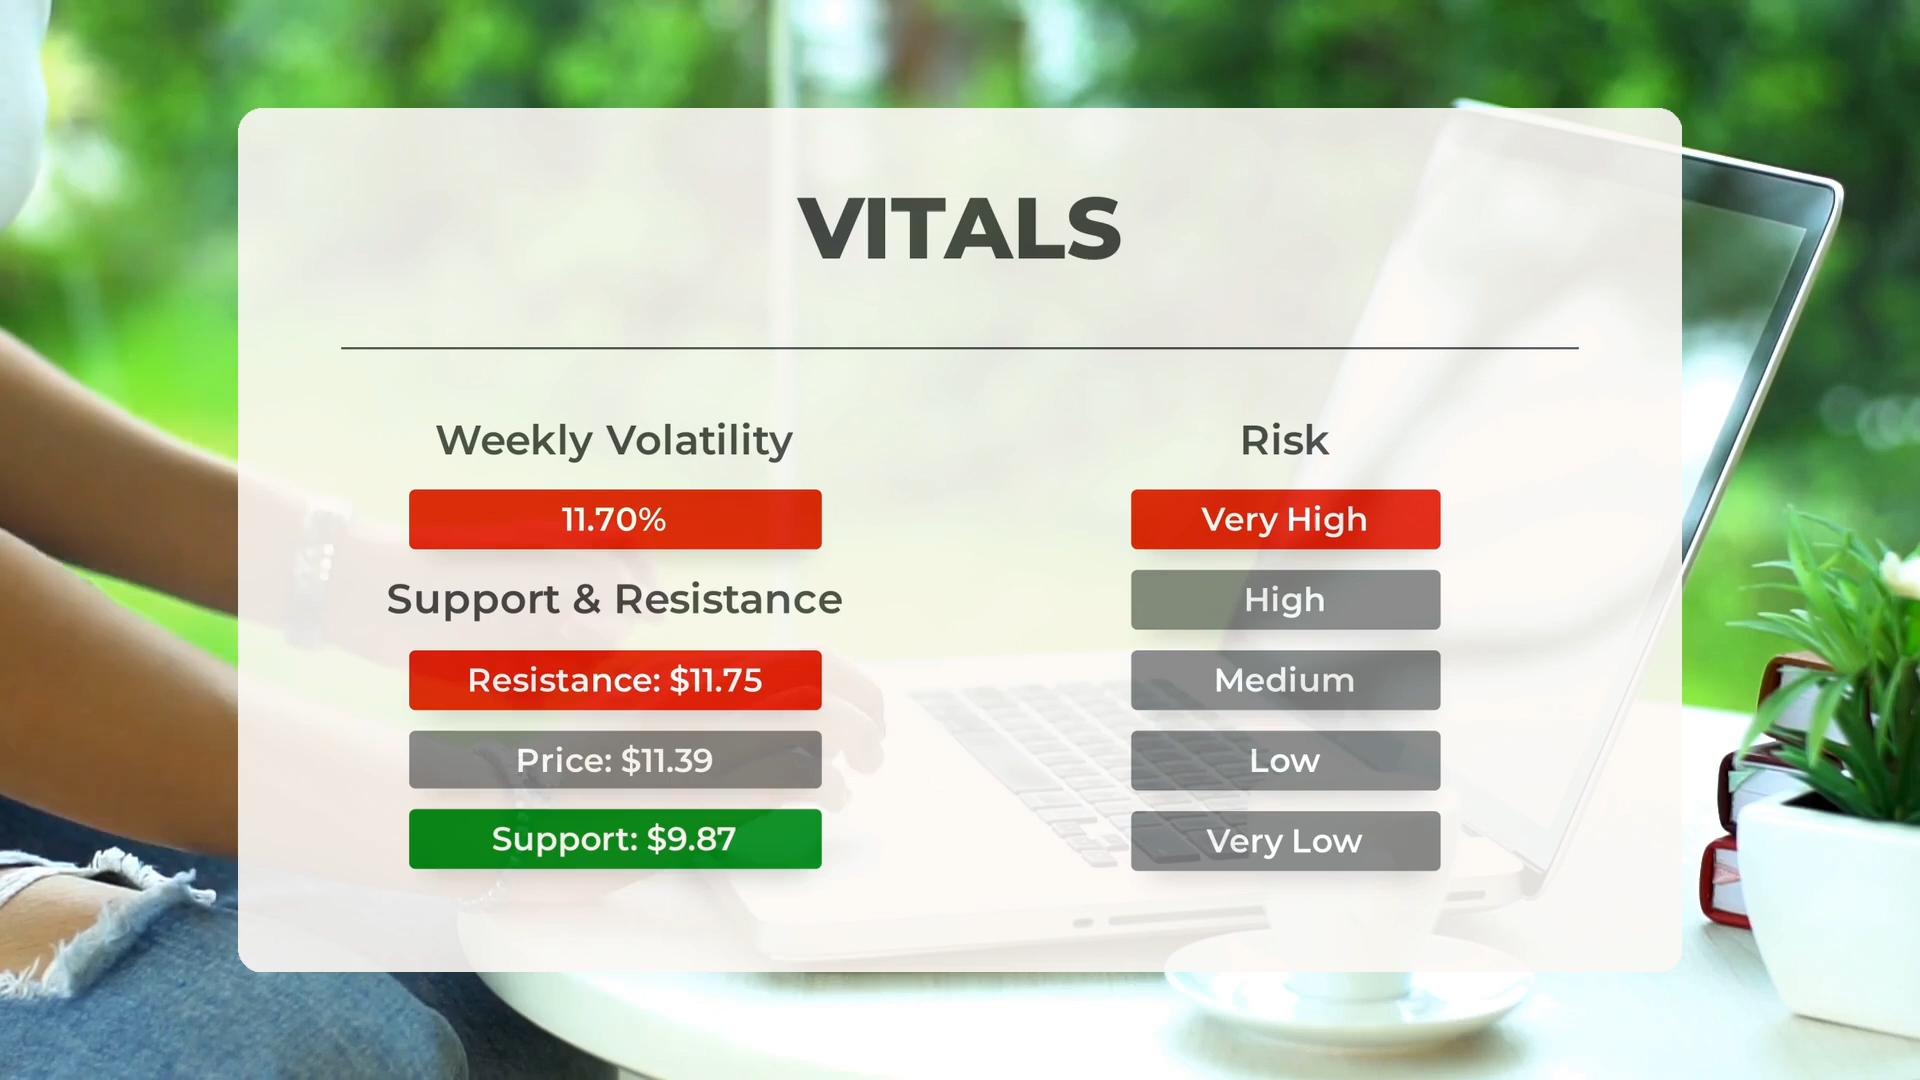 VITALS
Weekly Volatility
11.70%
Support & Resistance
Resistance: $11.75
Price: $11.39
Support: $9.87
Risk
Very High
High
Medium
Low
Very Low